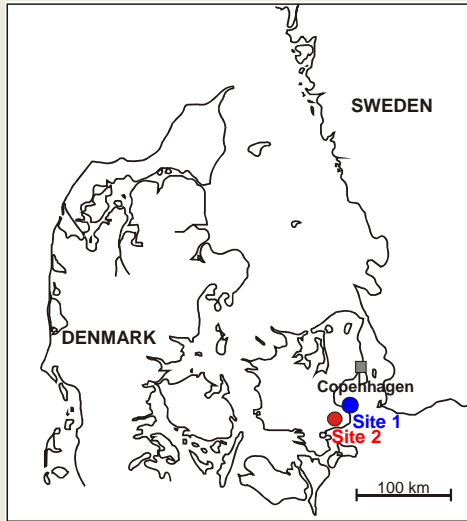 SWEDEN
DENMARK
Copenhagen
Site 1
Site 2
100 km